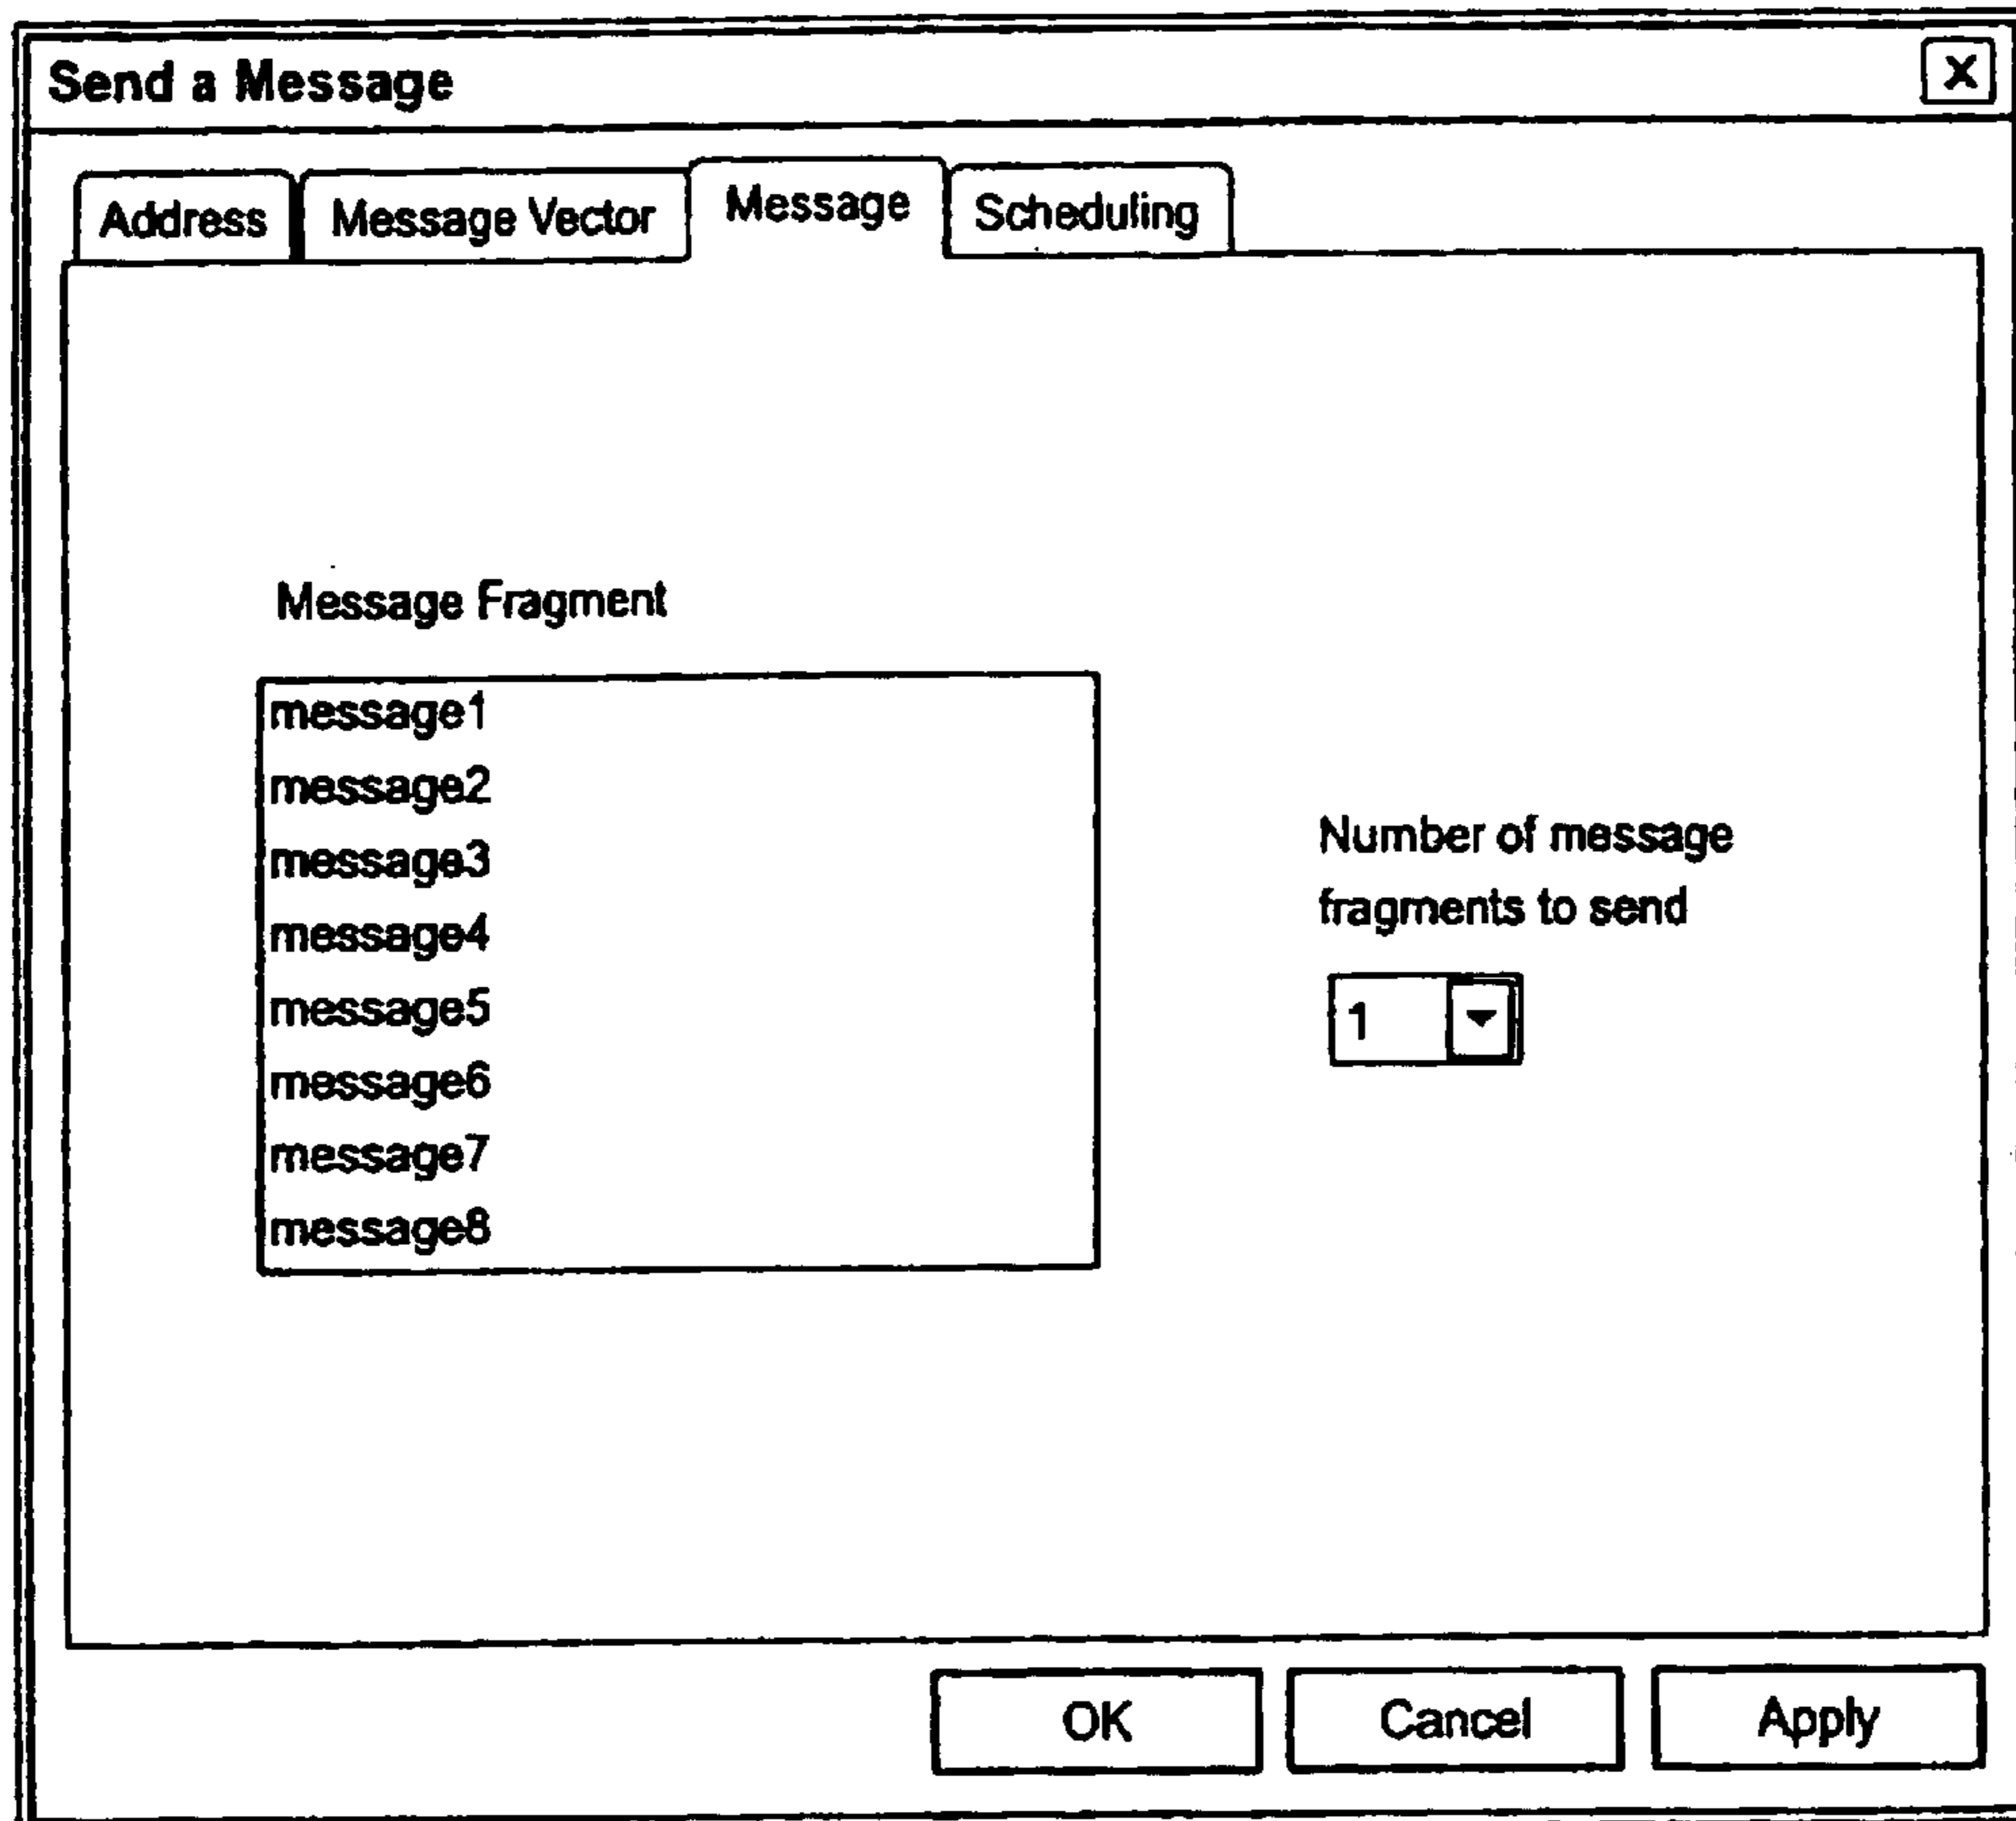 Send a Message
X
Address
Message Vector
Message
Scheduling
Message Fragment
message1
message2
message3
message4
message5
message6
message7
message8
Number of message
fragments to send
1
OK
Cancel
Apply